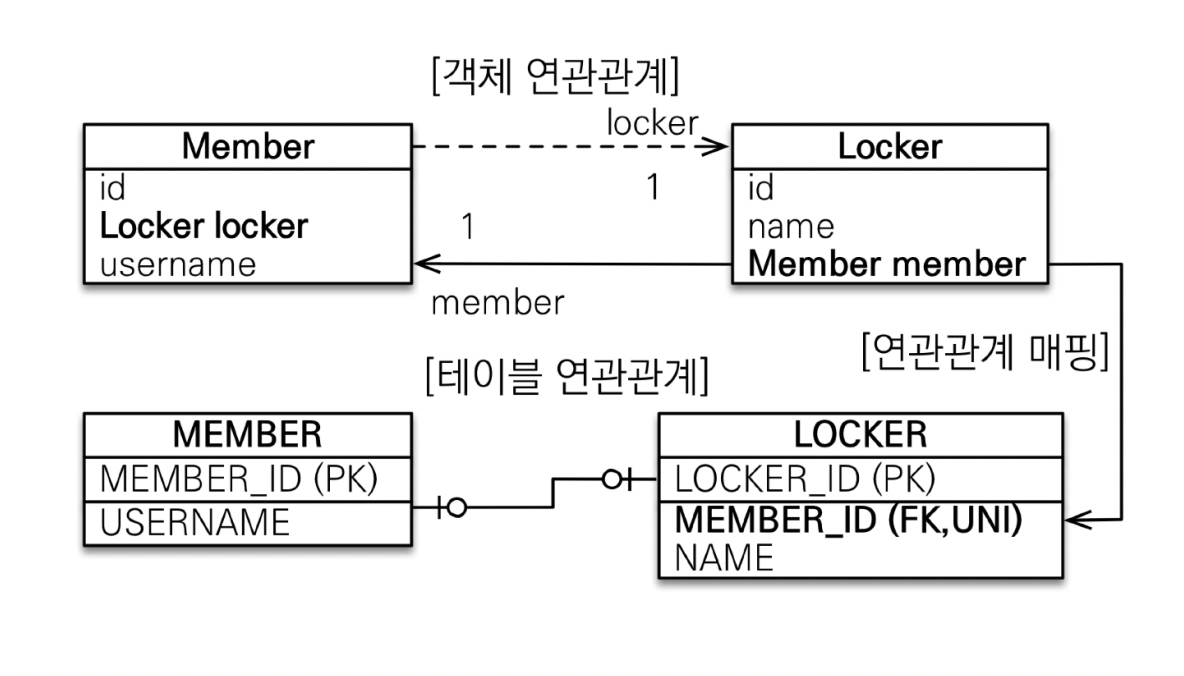 [객체 연관관계]
locker
Member
Locker
id
Locker locker
username
1
1
member
id
name
Member member
[연관관계 매핑]
[테이블 연관관계]
MEMBER
MEMBER_ID (PK)
USERNAME
LOCKER
LOCKER_ID (PK)
MEMBER_ID (FK,UNI)
NAME